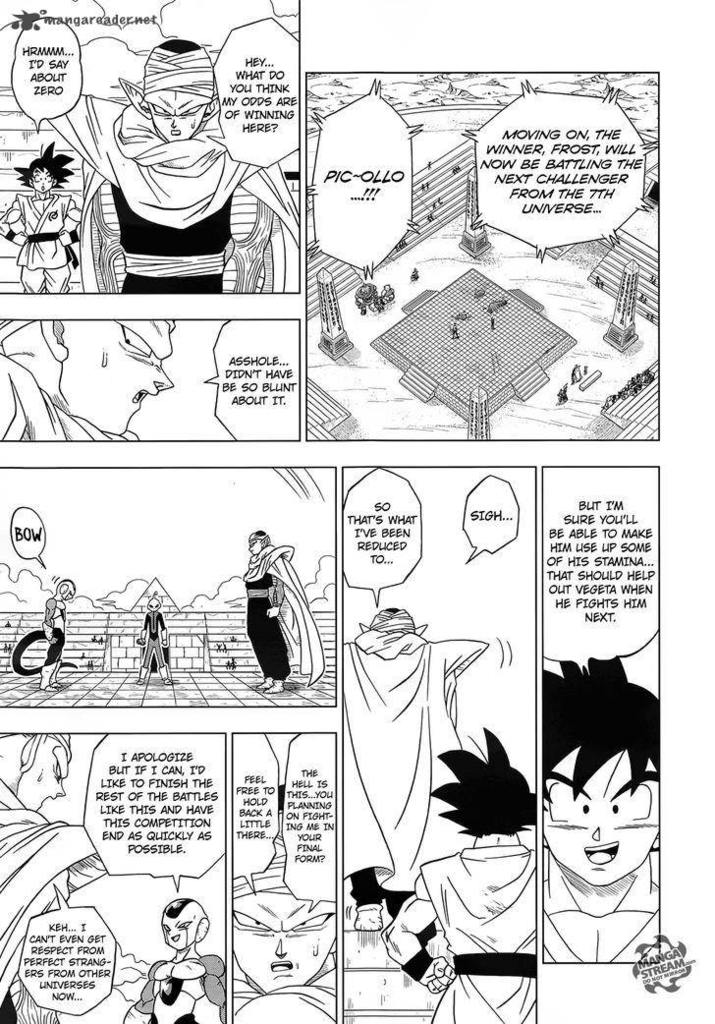 mangareader.net
MOVING ON, THE
WINNER, FROST, WILL
NOW BE BATTLING THE
NEXT CHALLENGER
FROM THE 7TH
UNIVERSE...
PIC~OLLO
....!!!
HEY...
WHAT DO
YOU THINK
MY ODDS ARE
OF WINNING
HERE?
HRMMM...
I'D SAY
ABOUT
ZERO
ASSHOLE...
DIDN'T HAVE
BE SO BLUNT
ABOUT IT.
BUT I'M
SURE YOU'LL
BE ABLE TO MAKE
HIM USE UP SOME
OF HIS STAMINA...
THAT SHOULD HELP
OUT VEGETA WHEN
HE FIGHTS HIM
NEXT.
SIGH...
SO
THAT'S WHAT
I'VE BEEN
REDUCED
TO...
BOW
THE
HELL IS
THIS...YOU
PLANNING
ON FIGHT-
ING ME IN
YOUR
FINAL
FORM?
FEEL
FREE TO
HOLD
BACK A
LITTLE
THERE...
I APOLOGIZE
BUT IF I CAN, I'D
LIKE TO FINISH THE
REST OF THE BATTLES
LIKE THIS AND HAVE
THIS COMPETITION
END AS QUICKLY AS
POSSIBLE.
KEH... I
CAN'T EVEN GET
RESPECT FROM
PERFECT STRANG-
ERS FROM OTHER
UNIVERSES
NOW...
MANGA
STREAM.com
DO NOT MIRROR